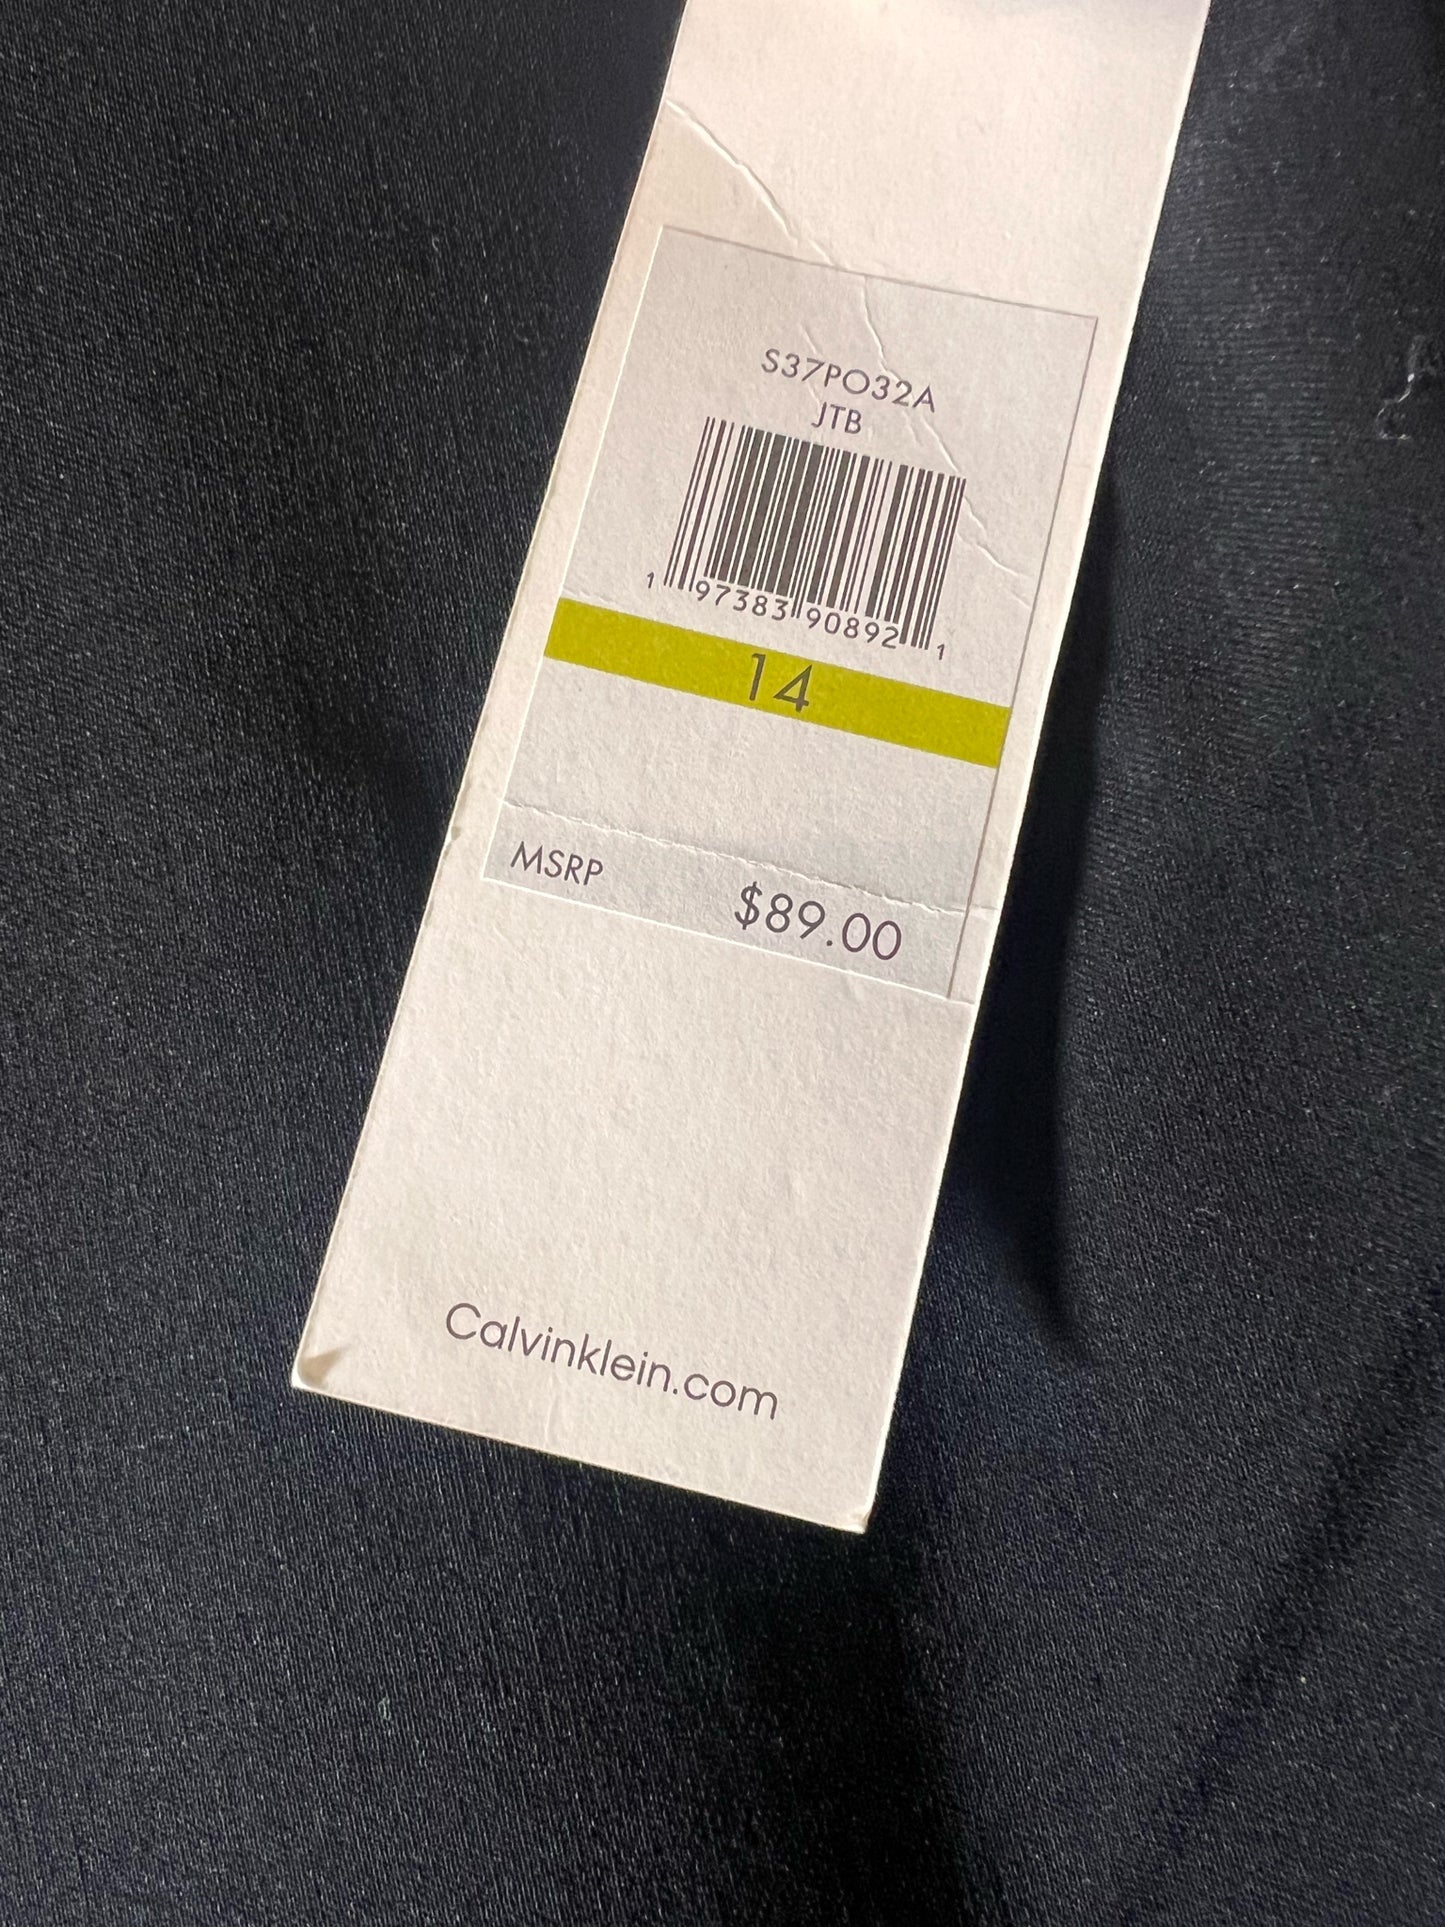 S37PO32A
JTB
1 97383 90892 1
14
MSRP $89.00
Calvinklein.com